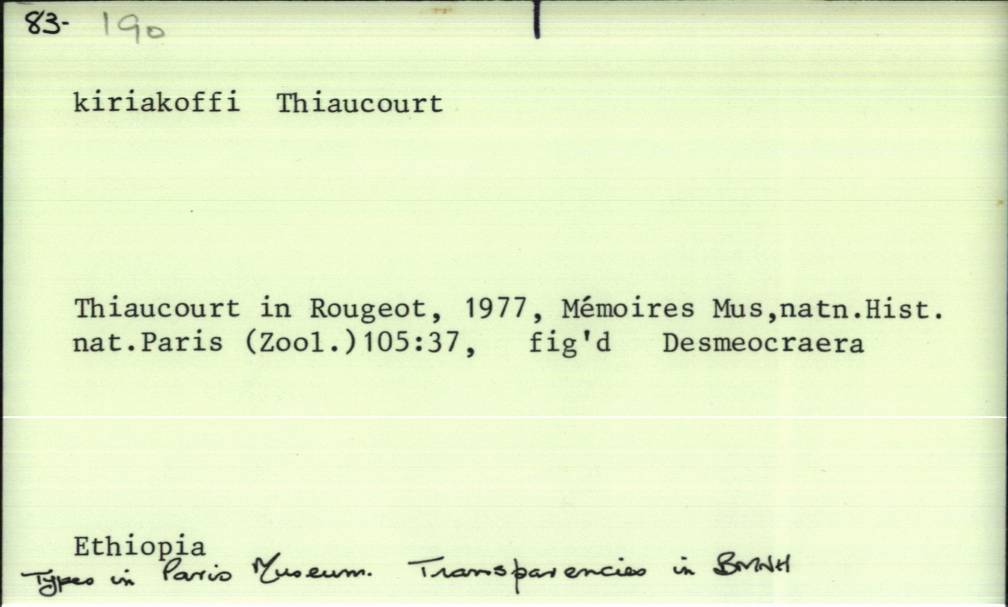 83- 190
kiriakoffi Thiaucourt
Thiaucourt in Rougeot, 1977, Mémoires Mus,natn.Hist.
nat.Paris (Zool.)105:37, fig'd Desmeocraera
Ethiopia
Types in Paris Museum. Transparencies in BMNH